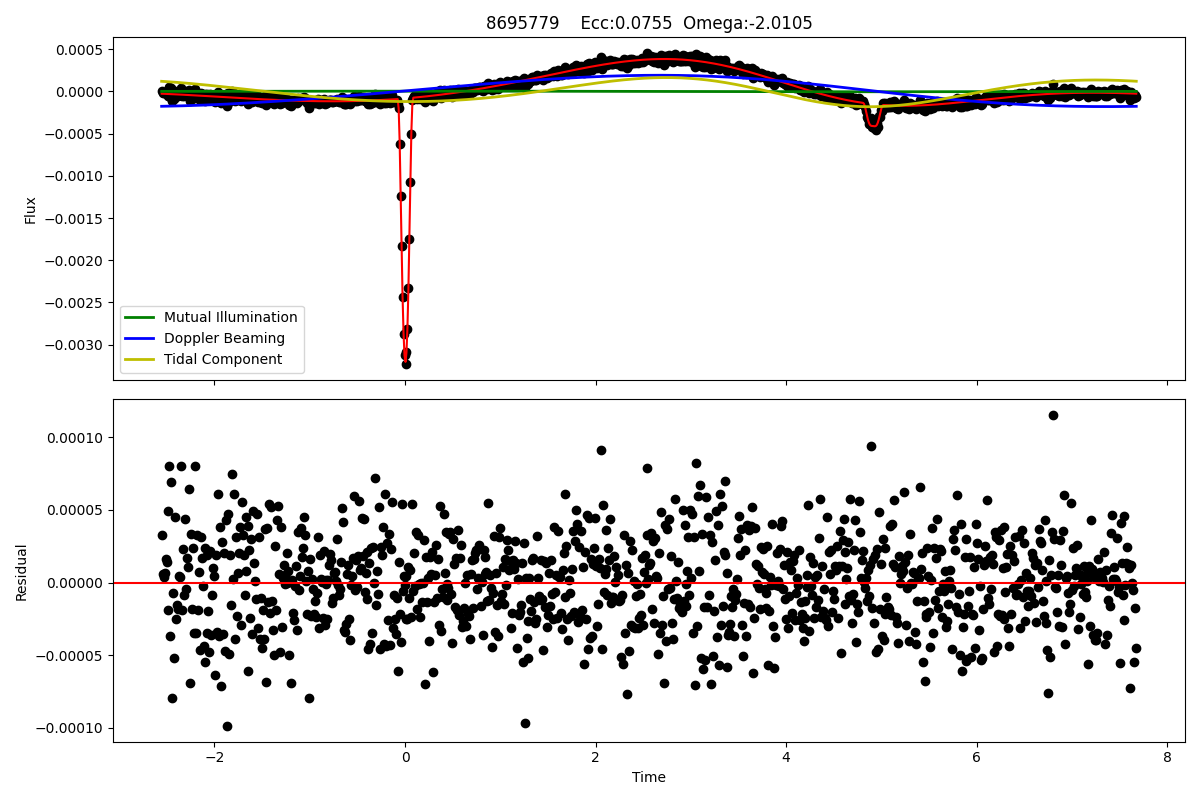 8695779 Ecc:0.0755 Omega:-2.0105
0.0005
0.0000
−0.0005
−0.0010
−0.0015
−0.0020
−0.0025
−0.0030
Flux
Mutual Illumination
Doppler Beaming
Tidal Component
0.00010
0.00005
0.00000
−0.00005
−0.00010
Residual
−2 0 2 4 6 8
Time